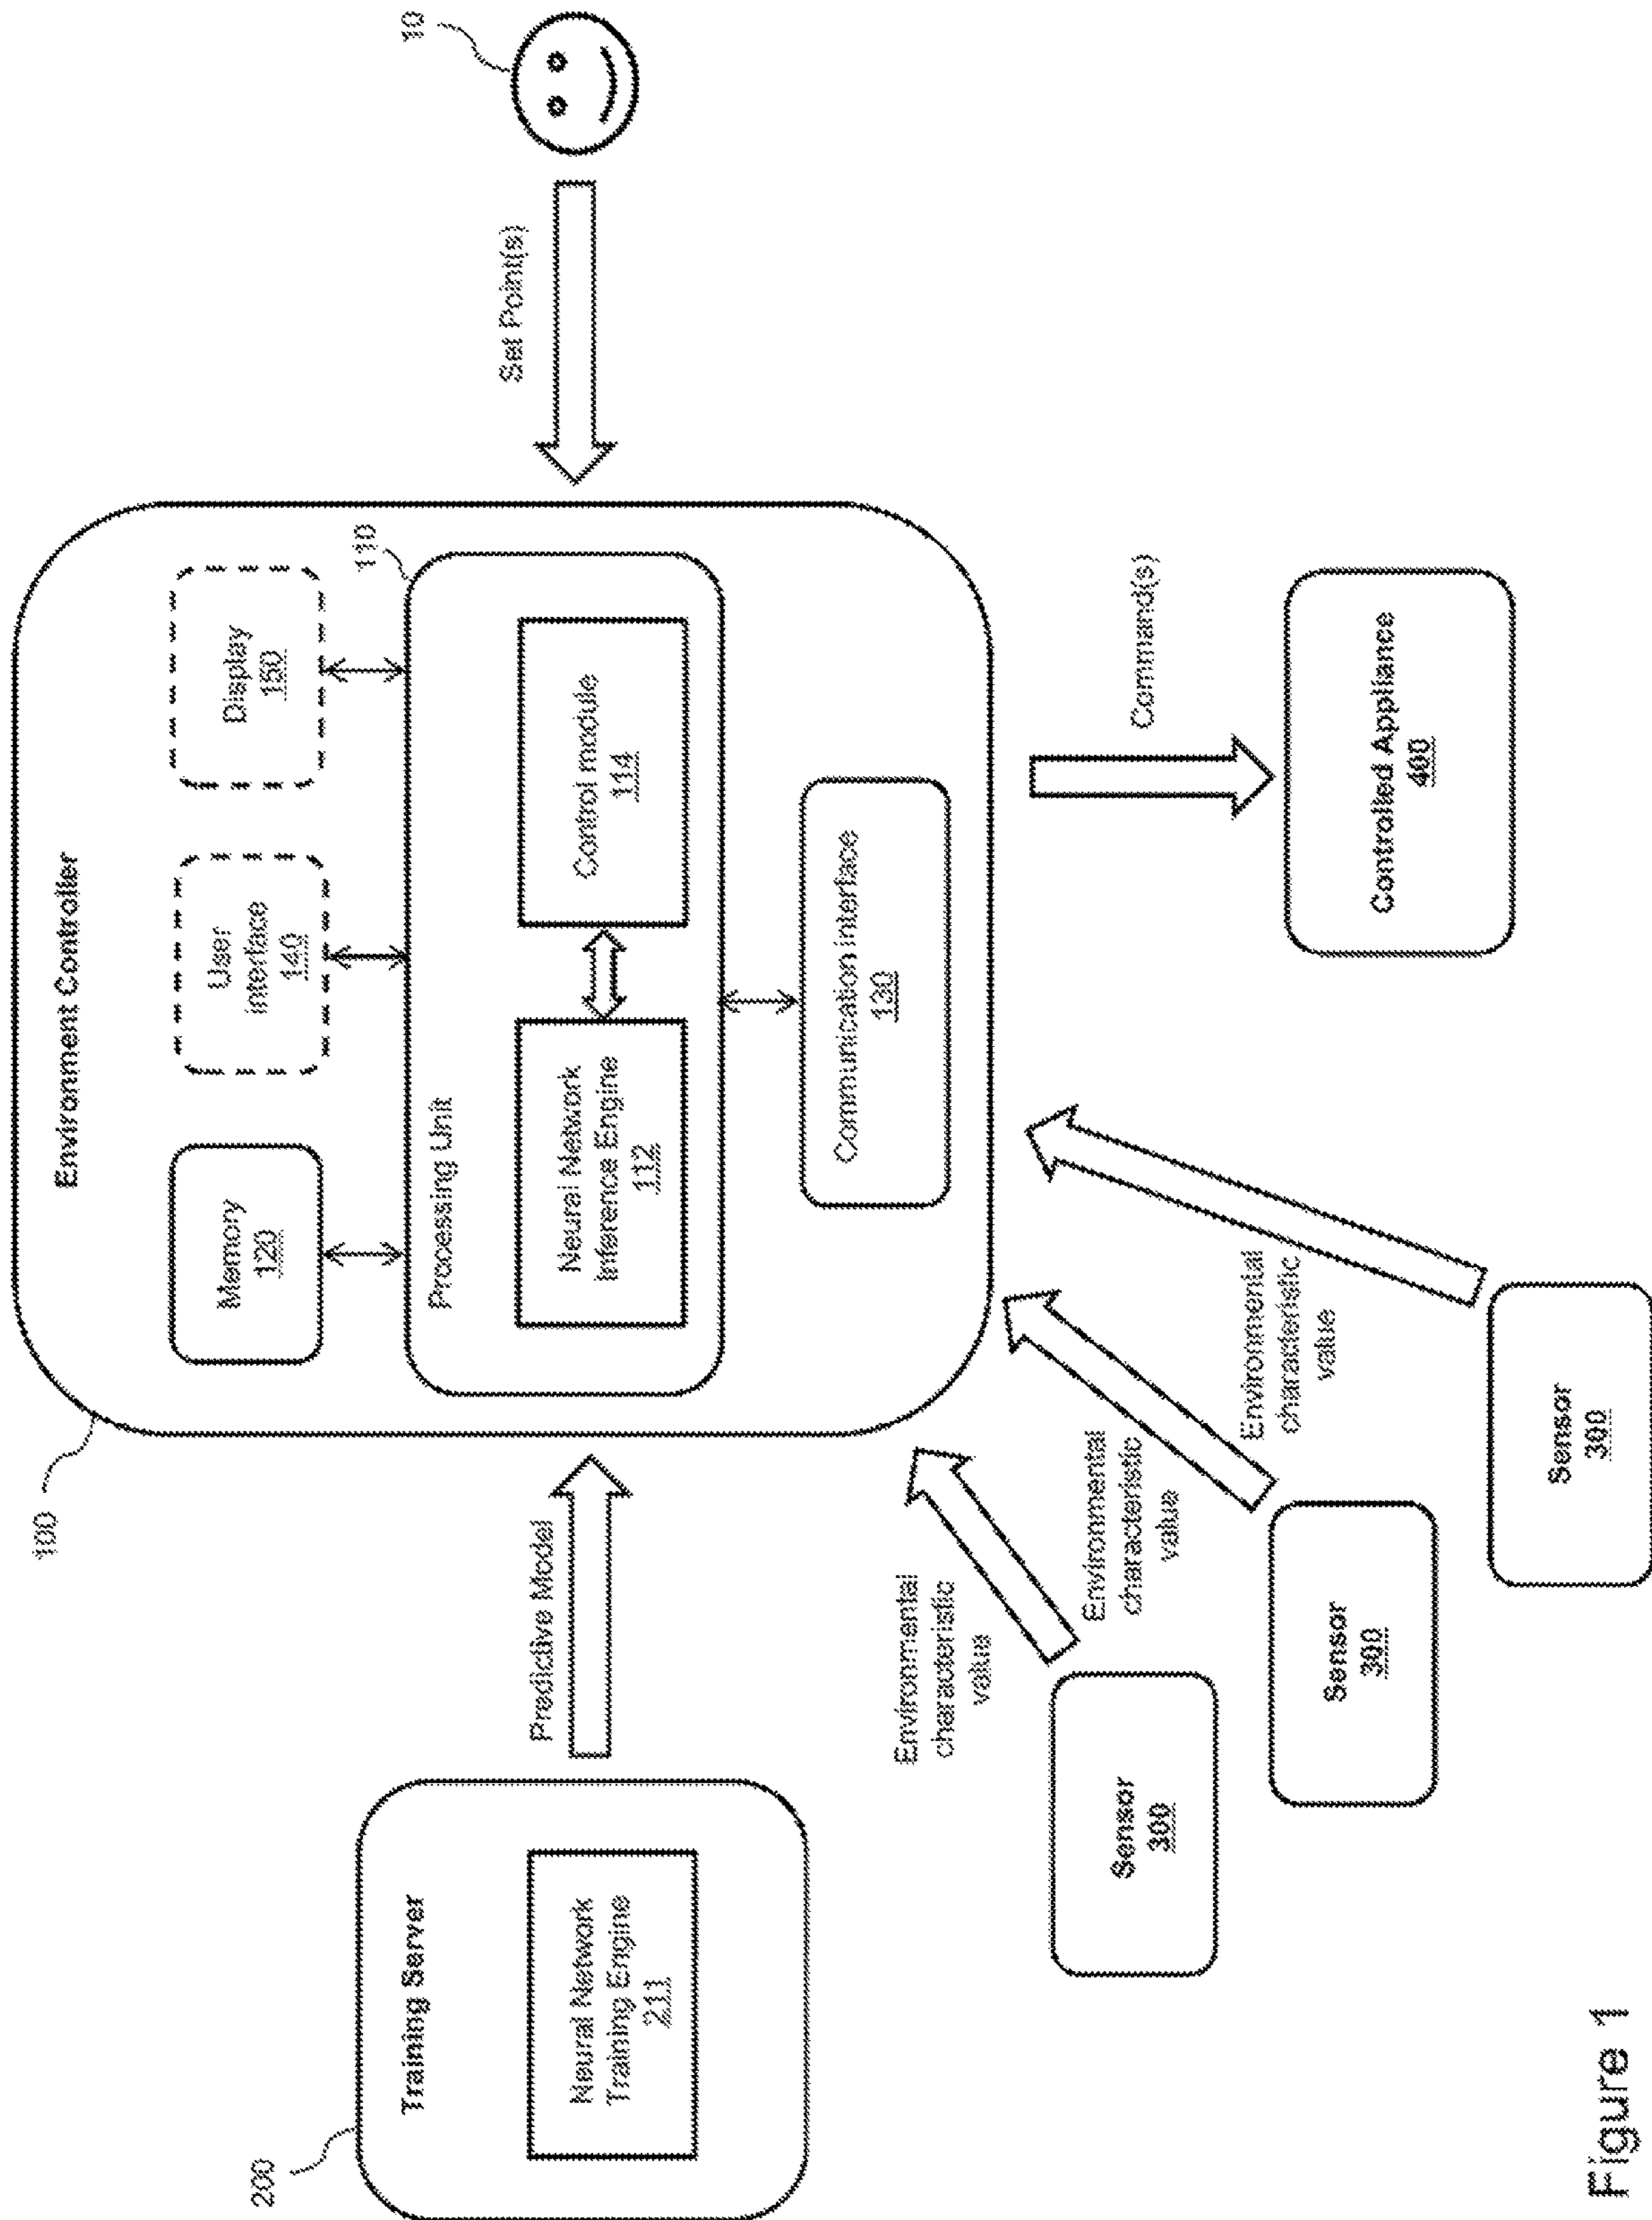 100
Environment Controller
Memory
120
User
interface
140
Display
150
10
110
Processing Unit
Neural Network
Inference Engine
112
Control module
114
Communication interface
130
Set Point(s)
200
Training Server
Neural Network
Training Engine
211
Predictive Model
Environmental
characteristic
value
Environmental
characteristic
value
Environmental
characteristic
value
Command(s)
Sensor
300
Sensor
300
Sensor
300
Controlled Appliance
400
Figure 1